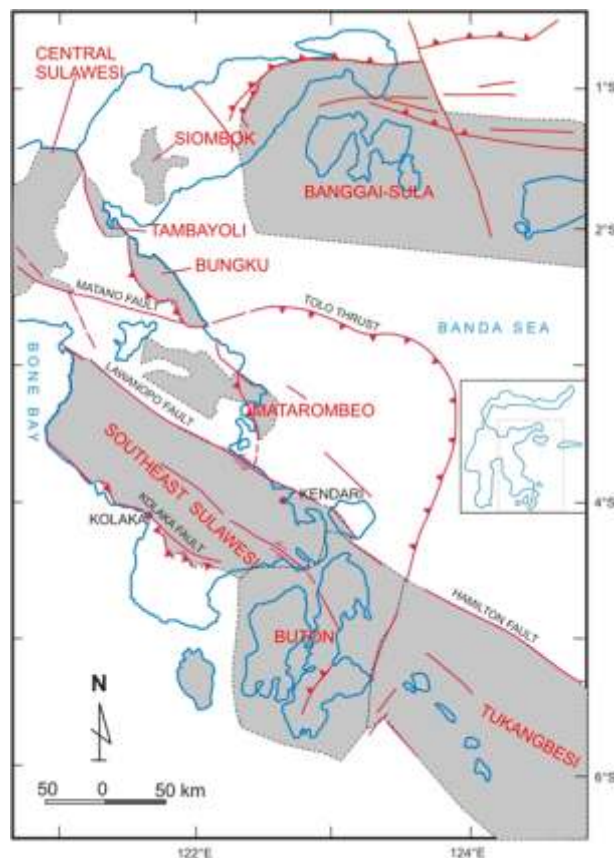 CENTRAL
SULAWESI
1°S
SIOMBOK
BANGGAI-SULA
TAMBAYOLI
2°S
BUNGKU
MATANO FAULT
TOLO THRUST
BANDA SEA
BONE BAY
LAWANOPO FAULT
MATAROMBEO
SOUTHEAST SULAWESI
KENDARI
4°S
KOLAKA
KOLAKA FAULT
HAMILTON FAULT
BUTON
TUKANGBESI
N
6°S
50 0 50 km
122°E 124°E